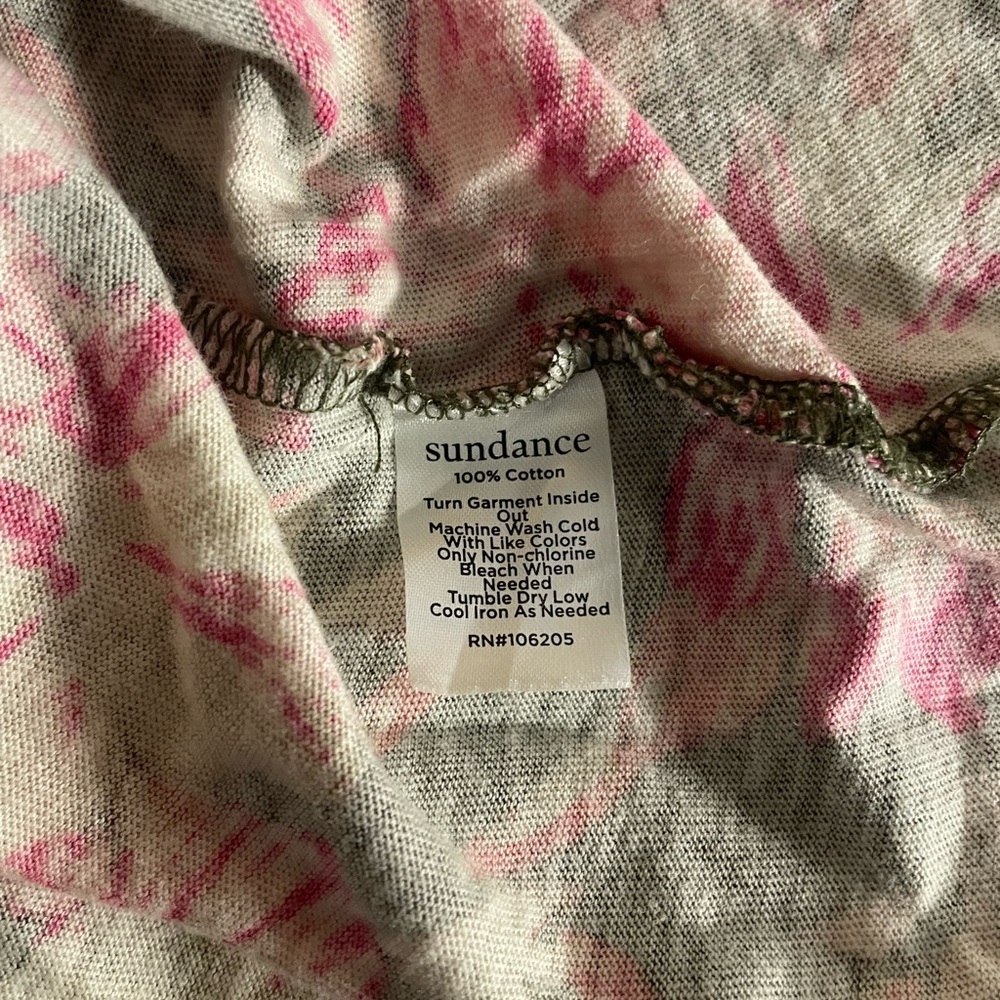 sundance
100% Cotton
Turn Garment Inside
Out
Machine Wash Cold
With Like Colors
Only Non-chlorine
Bleach When
Needed
Tumble Dry Low
Cool Iron As Needed
RN#106205